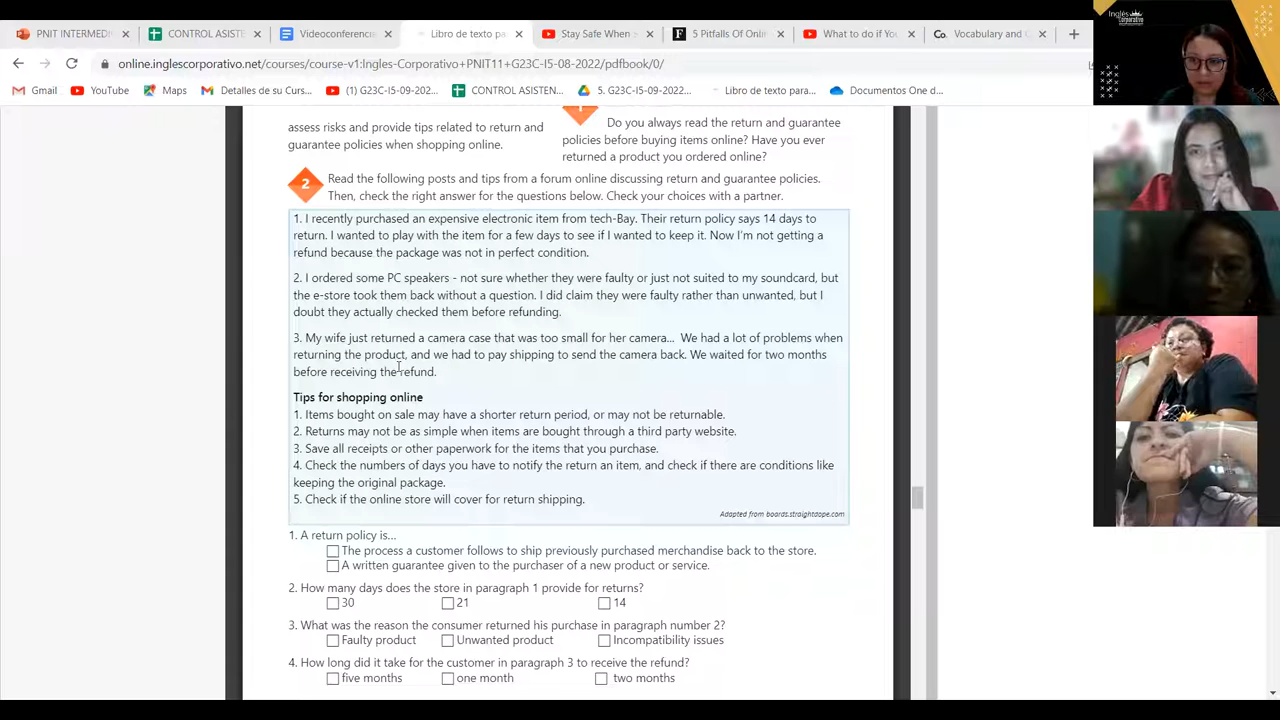 PNIT INTERMED
CONTROL ASISTE
Videoconferenci
Libro de texto pa
Stay Safe When
5 Pitfalls Of Onli
What to do if You
Vocabulary and G
online.inglescorporativo.net/courses/course-v1:Ingles-Corporativo+PNIT11+G23C-I5-08-2022/pdfbook/0/
Gmail
YouTube
Maps
Detalles de su Curs...
(1) G23C-I5-09-202...
CONTROL ASISTEN...
5. G23C-I5-09-2022...
Libro de texto para...
Documentos One d...
Inglés
Corporativo
assess risks and provide tips related to return and
guarantee policies when shopping online.
1
Do you always read the return and guarantee
policies before buying items online? Have you ever
returned a product you ordered online?
2
Read the following posts and tips from a forum online discussing return and guarantee policies.
Then, check the right answer for the questions below. Check your choices with a partner.
1. I recently purchased an expensive electronic item from tech-Bay. Their return policy says 14 days to
return. I wanted to play with the item for a few days to see if I wanted to keep it. Now I'm not getting a
refund because the package was not in perfect condition.
2. I ordered some PC speakers - not sure whether they were faulty or just not suited to my soundcard, but
the e-store took them back without a question. I did claim they were faulty rather than unwanted, but I
doubt they actually checked them before refunding.
3. My wife just returned a camera case that was too small for her camera... We had a lot of problems when
returning the product, and we had to pay shipping to send the camera back. We waited for two months
before receiving the refund.
Tips for shopping online
1. Items bought on sale may have a shorter return period, or may not be returnable.
2. Returns may not be as simple when items are bought through a third party website.
3. Save all receipts or other paperwork for the items that you purchase.
4. Check the numbers of days you have to notify the return an item, and check if there are conditions like
keeping the original package.
5. Check if the online store will cover for return shipping.
Adapted from boards.straightdope.com
1. A return policy is...
The process a customer follows to ship previously purchased merchandise back to the store.
A written guarantee given to the purchaser of a new product or service.
2. How many days does the store in paragraph 1 provide for returns?
30 21 14
3. What was the reason the consumer returned his purchase in paragraph number 2?
Faulty product Unwanted product Incompatibility issues
4. How long did it take for the customer in paragraph 3 to receive the refund?
five months one month two months